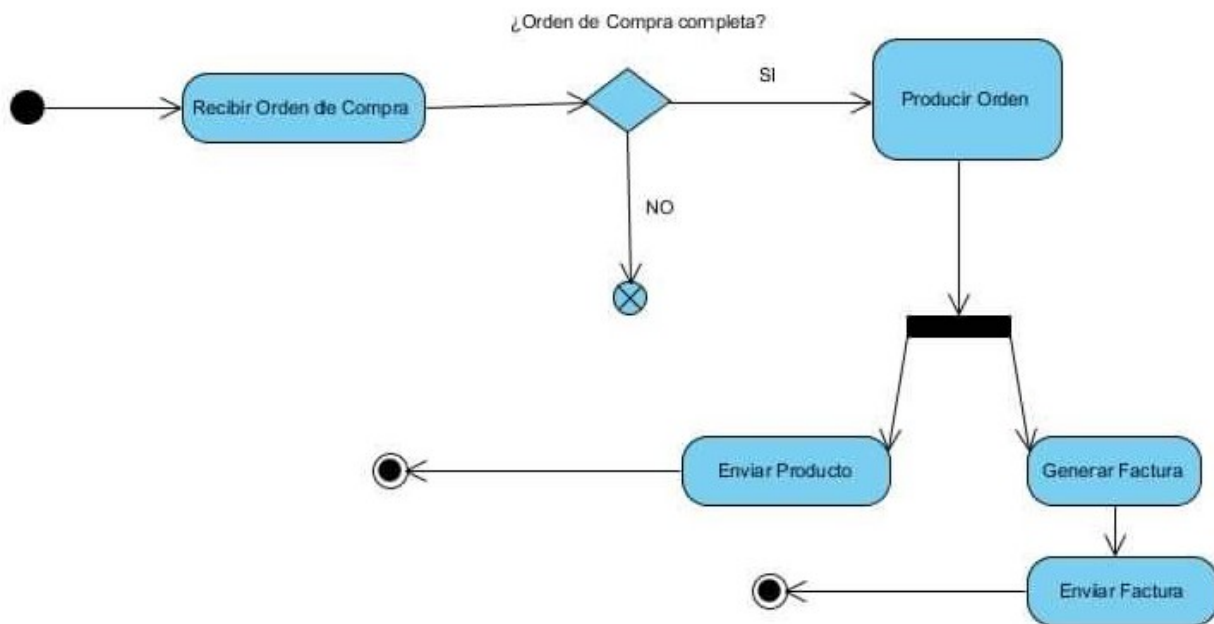 ¿Orden de Compra completa?
SI
Recibir Orden de Compra
Producir Orden
NO
Enviar Producto
Generar Factura
Enviar Factura